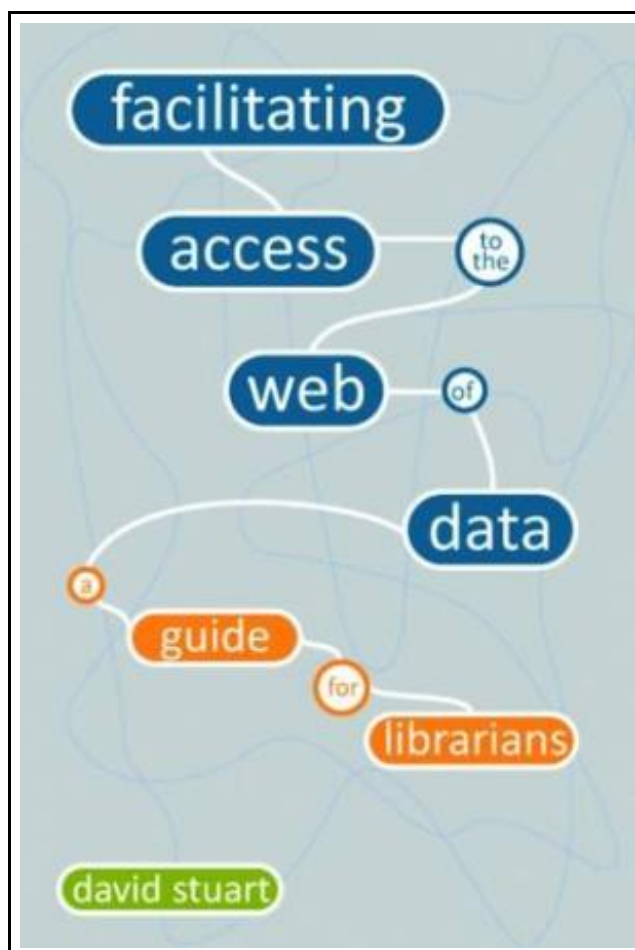 facilitating
access
to
the
web
of
data
a
guide
for
librarians
david stuart